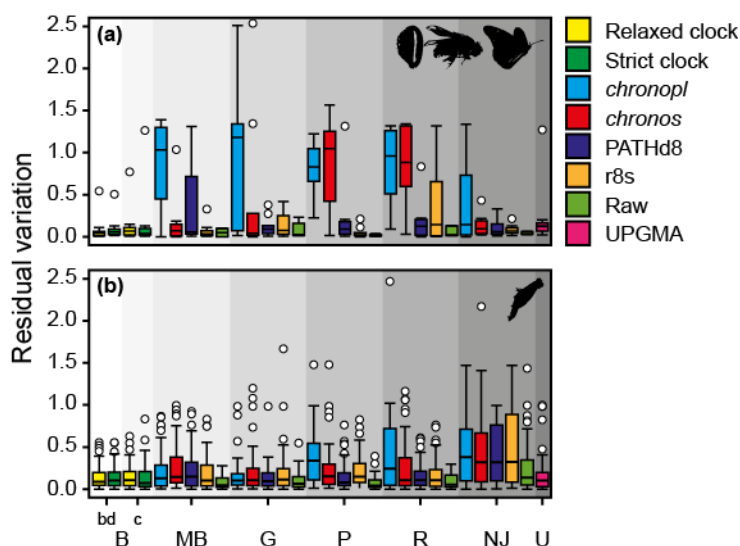 Residual variation
(a)
2.5
2.0
1.5
1.0
0.5
0.0
(b)
2.5
2.0
1.5
1.0
0.5
0.0
bd c
B MB G P R NJ U
Relaxed clock
Strict clock
chronopl
chronos
PATHd8
r8s
Raw
UPGMA